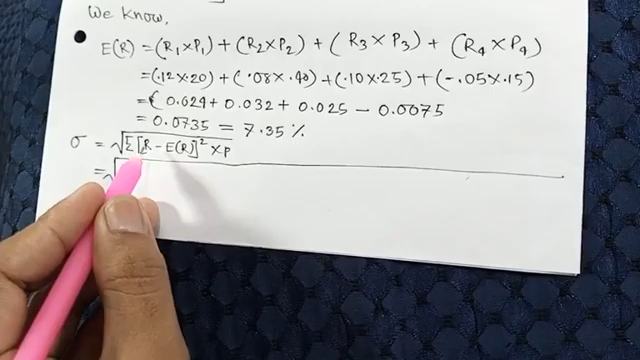 We know,
E(R) = (R₁×P₁) + (R₂×P₂) + (R₃×P₃) + (R₄×P₄)
= (.12×.20) + (.08×.40) + (.10×.25) + (-.05×.15)
= 0.024 + 0.032 + 0.025 - 0.0075
= 0.0735 = 7.35 %
σ = √Σ[R - E(R)]² × P
= √